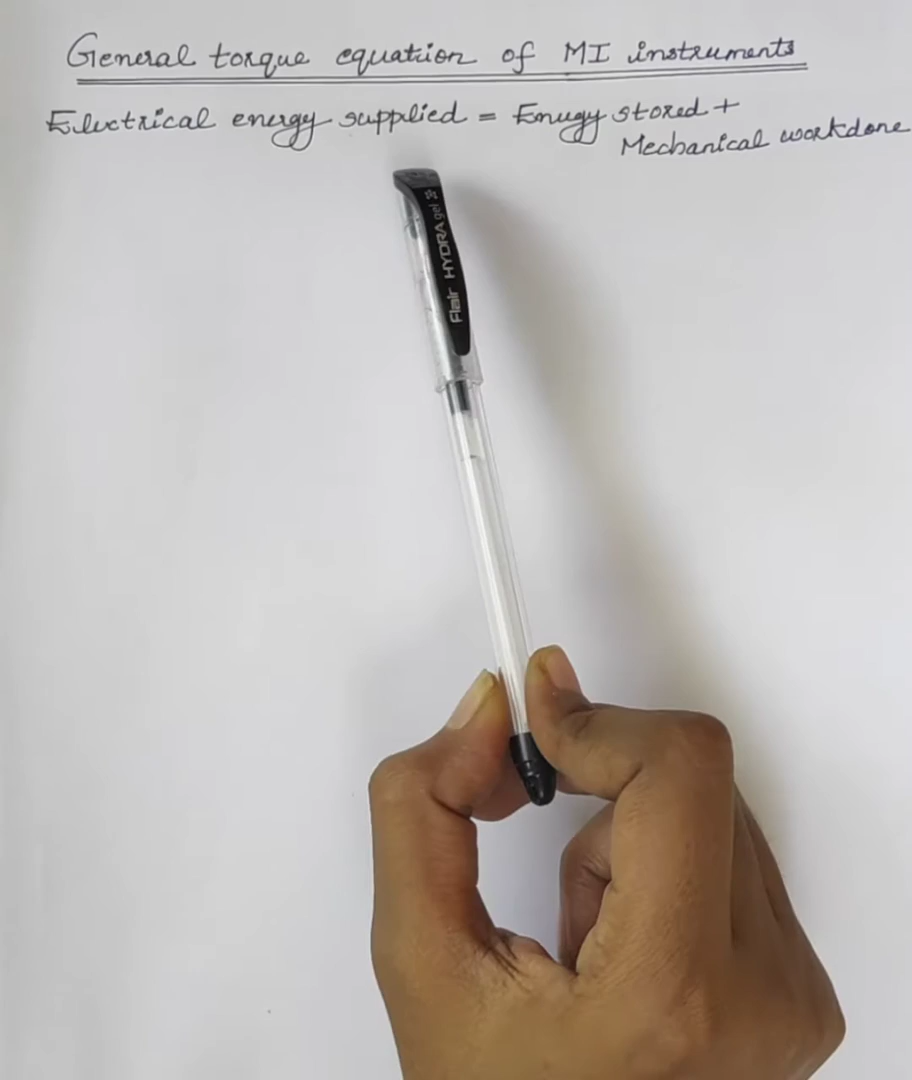 General torque equation of MI instruments
Electrical energy supplied = Energy stored +
Mechanical workdone
Flair HYDRA gel